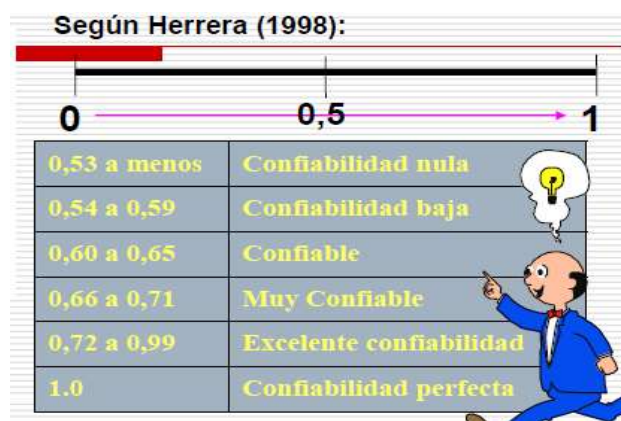 Según Herrera (1998):
0 0,5 1
0,53 a menos Confiabilidad nula
0,54 a 0,59 Confiabilidad baja
0,60 a 0,65 Confiable
0,66 a 0,71 Muy Confiable
0,72 a 0,99 Excelente confiabilidad
1.0 Confiabilidad perfecta